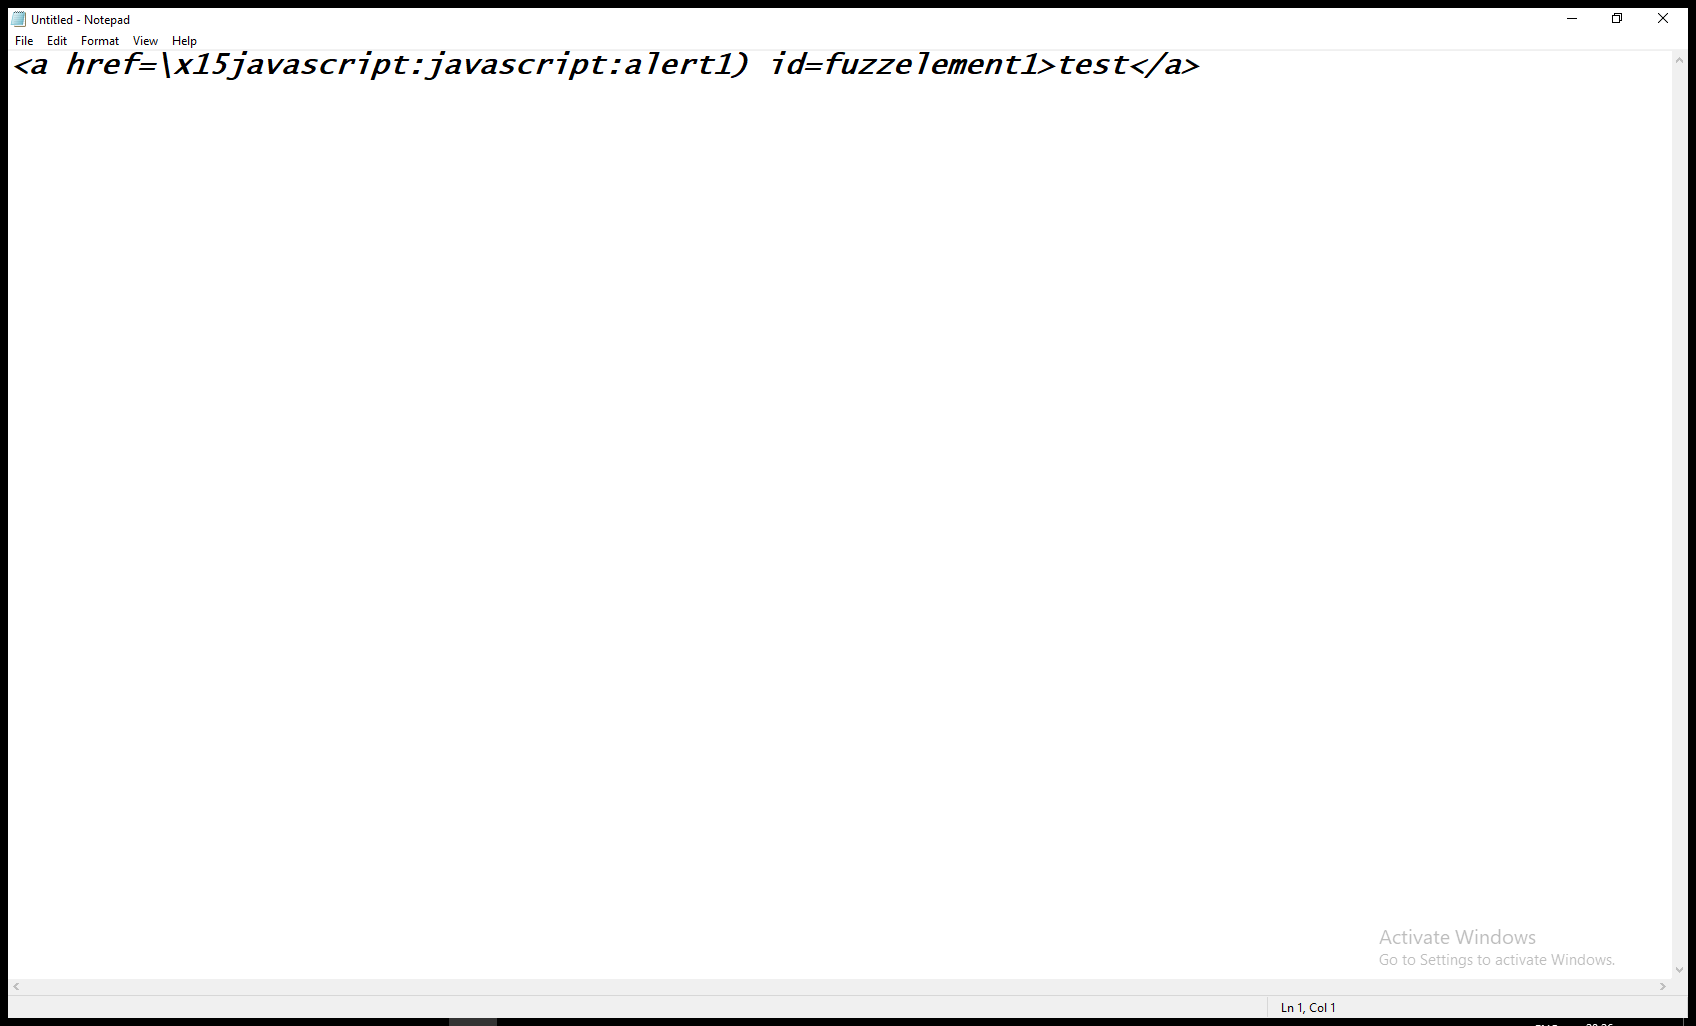 Untitled - Notepad
File Edit Format View Help
<a href=\x15javascript:javascript:alert1) id=fuzzelement1>test</a>
Activate Windows
Go to Settings to activate Windows.
Ln 1, Col 1